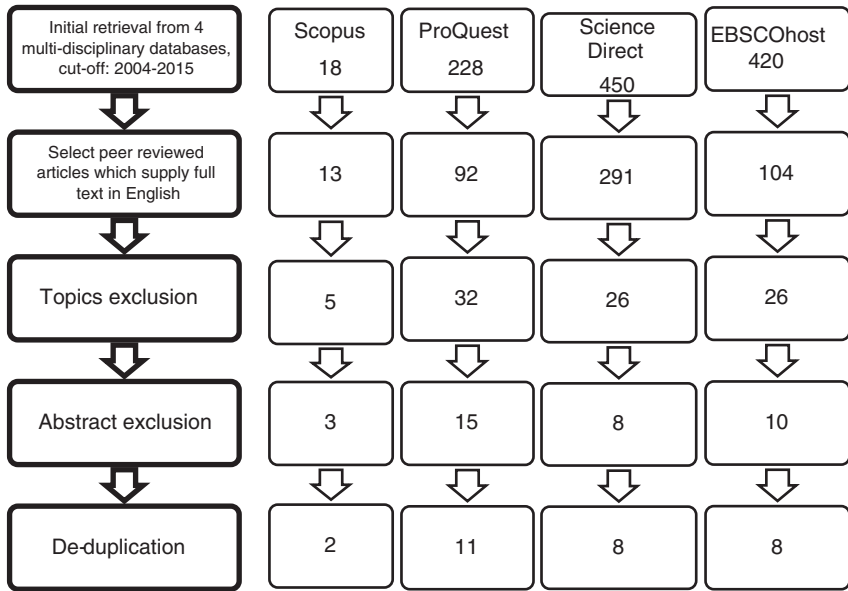 Initial retrieval from 4
multi-disciplinary databases,
cut-off: 2004-2015
Scopus
18
ProQuest
228
Science
Direct
450
EBSCOhost
420
Select peer reviewed
articles which supply full
text in English
13
92
291
104
Topics exclusion
5
32
26
26
Abstract exclusion
3
15
8
10
De-duplication
2
11
8
8